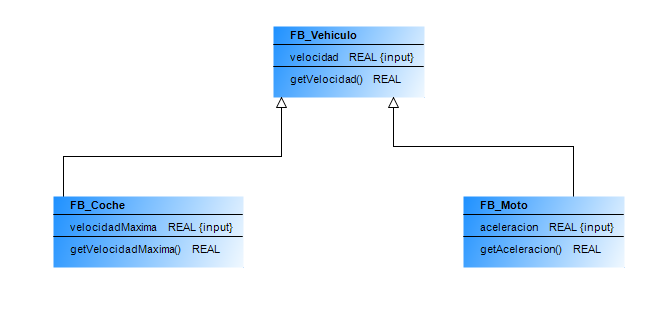 FB_Vehiculo
velocidad REAL {input}
getVelocidad() REAL
FB_Coche
velocidadMaxima REAL {input}
getVelocidadMaxima() REAL
FB_Moto
aceleracion REAL {input}
getAceleracion() REAL